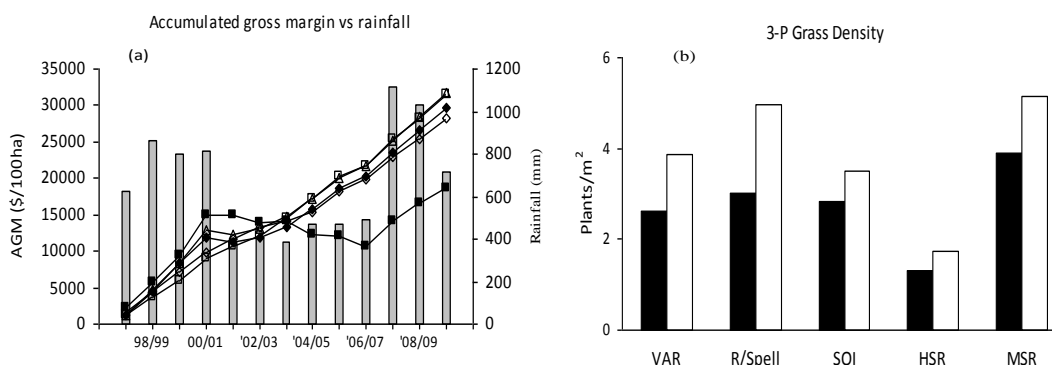 Accumulated gross margin vs rainfall
(a)
AGM ($/100ha)
35000
30000
25000
20000
15000
10000
5000
0
98/99
00/01
'02/03
'04/05
'06/07
'08/09
1200
1000
800
600
400
200
0
Rainfall (mm)
3-P Grass Density
(b)
Plants/m²
6
4
2
0
VAR
R/Spell
SOI
HSR
MSR